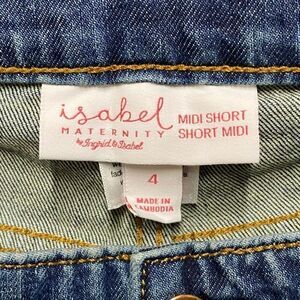 isabel
MATERNITY
by Ingrid & Isabel
MIDI SHORT
SHORT MIDI
4
MADE IN
CAMBODIA